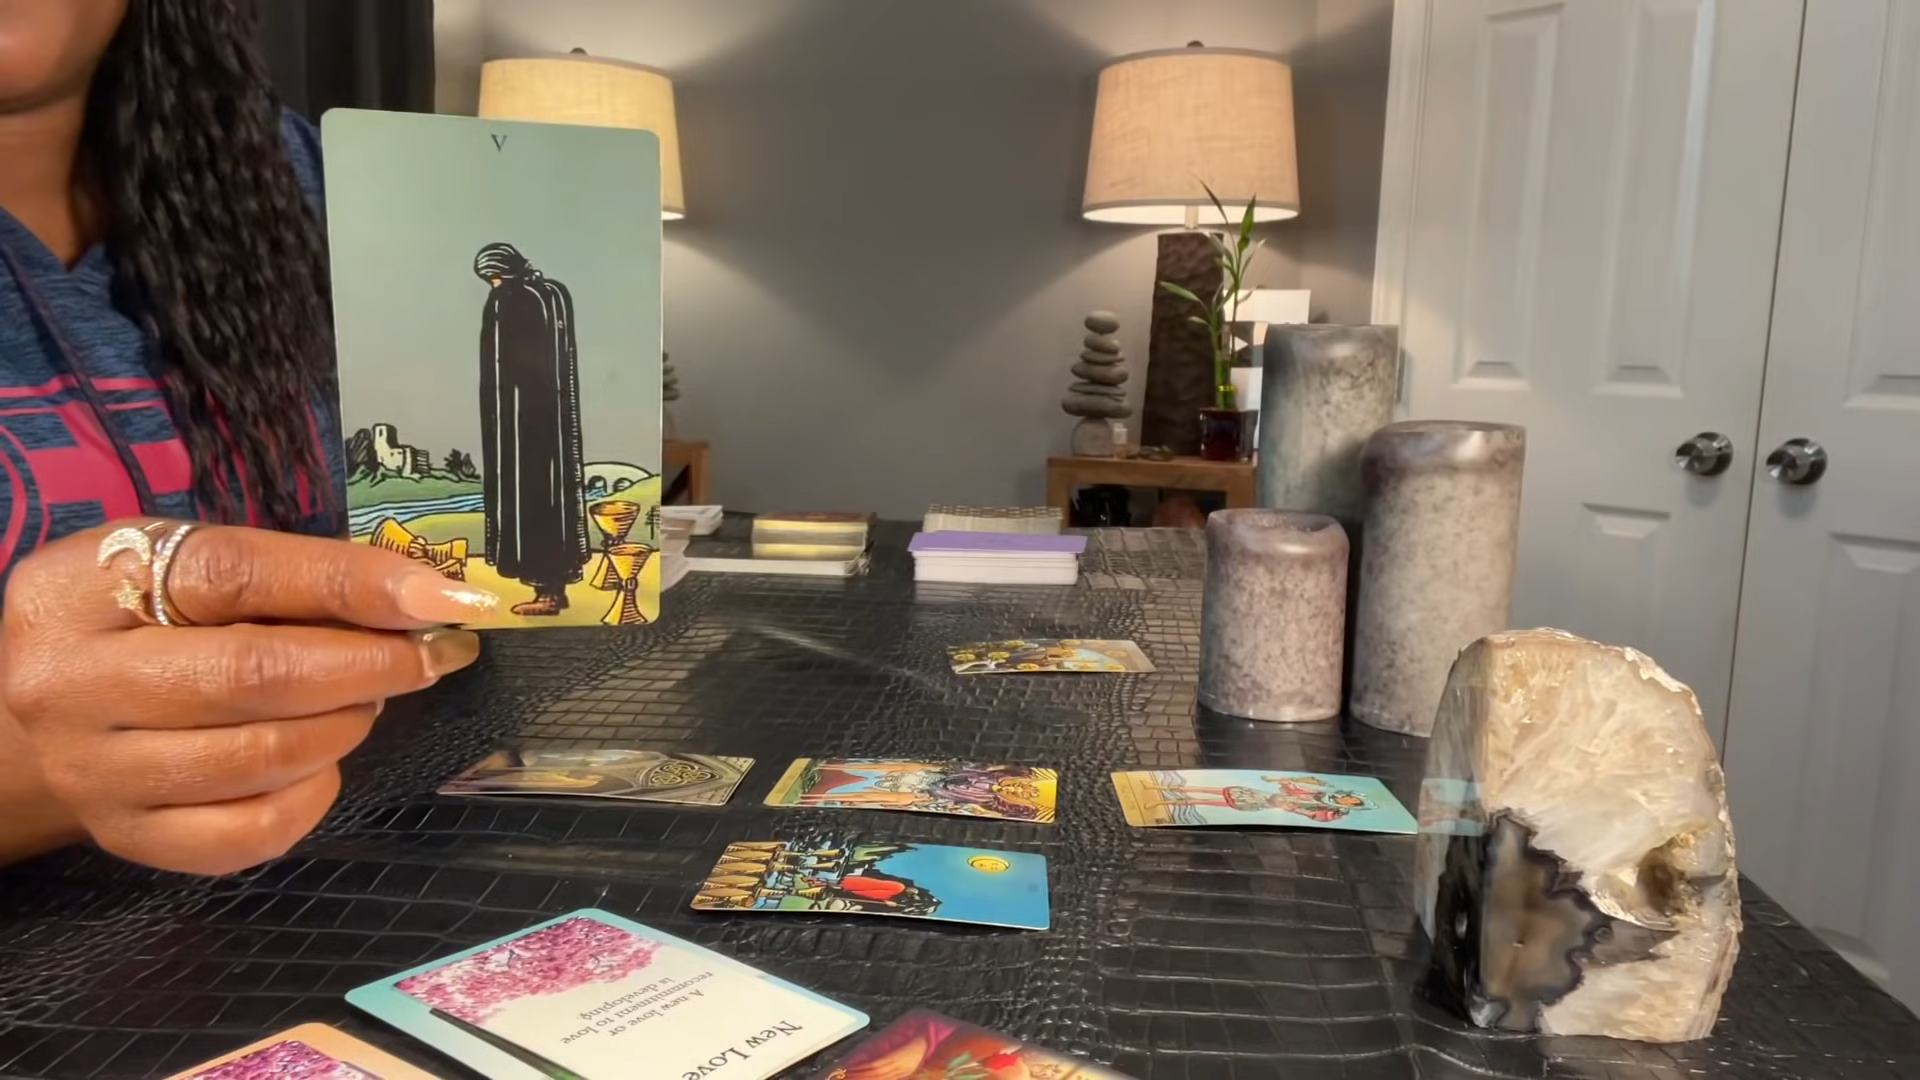 V
New Love
A new love or
recommitment to love
is developing.